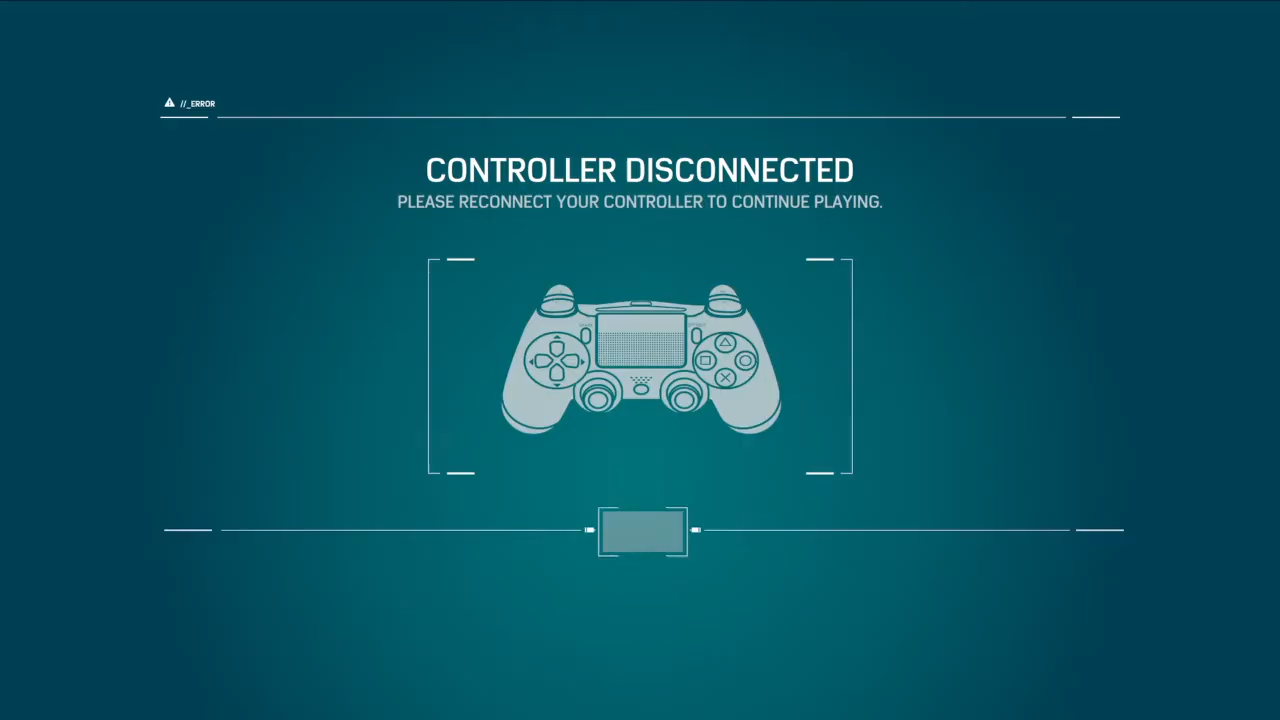 //_ERROR
CONTROLLER DISCONNECTED
PLEASE RECONNECT YOUR CONTROLLER TO CONTINUE PLAYING.